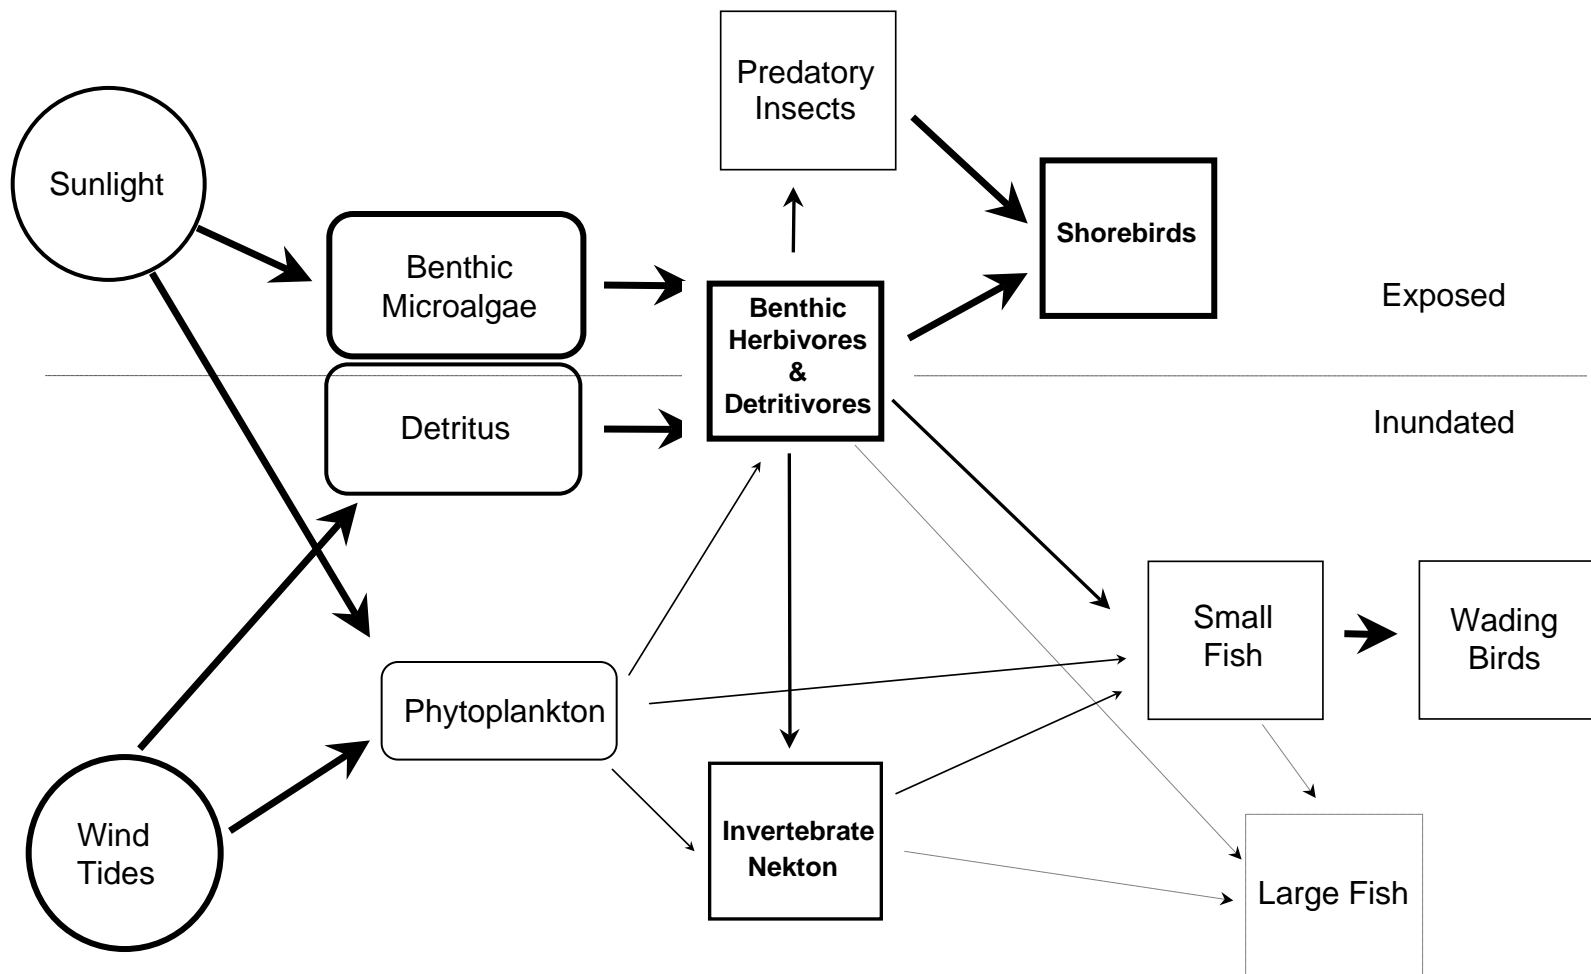 Predatory
Insects
Sunlight
Shorebirds
Benthic
Microalgae
Exposed
Benthic
Herbivores
&
Detritivores
Detritus
Inundated
Small
Fish
Wading
Birds
Phytoplankton
Wind
Tides
Invertebrate
Nekton
Large Fish